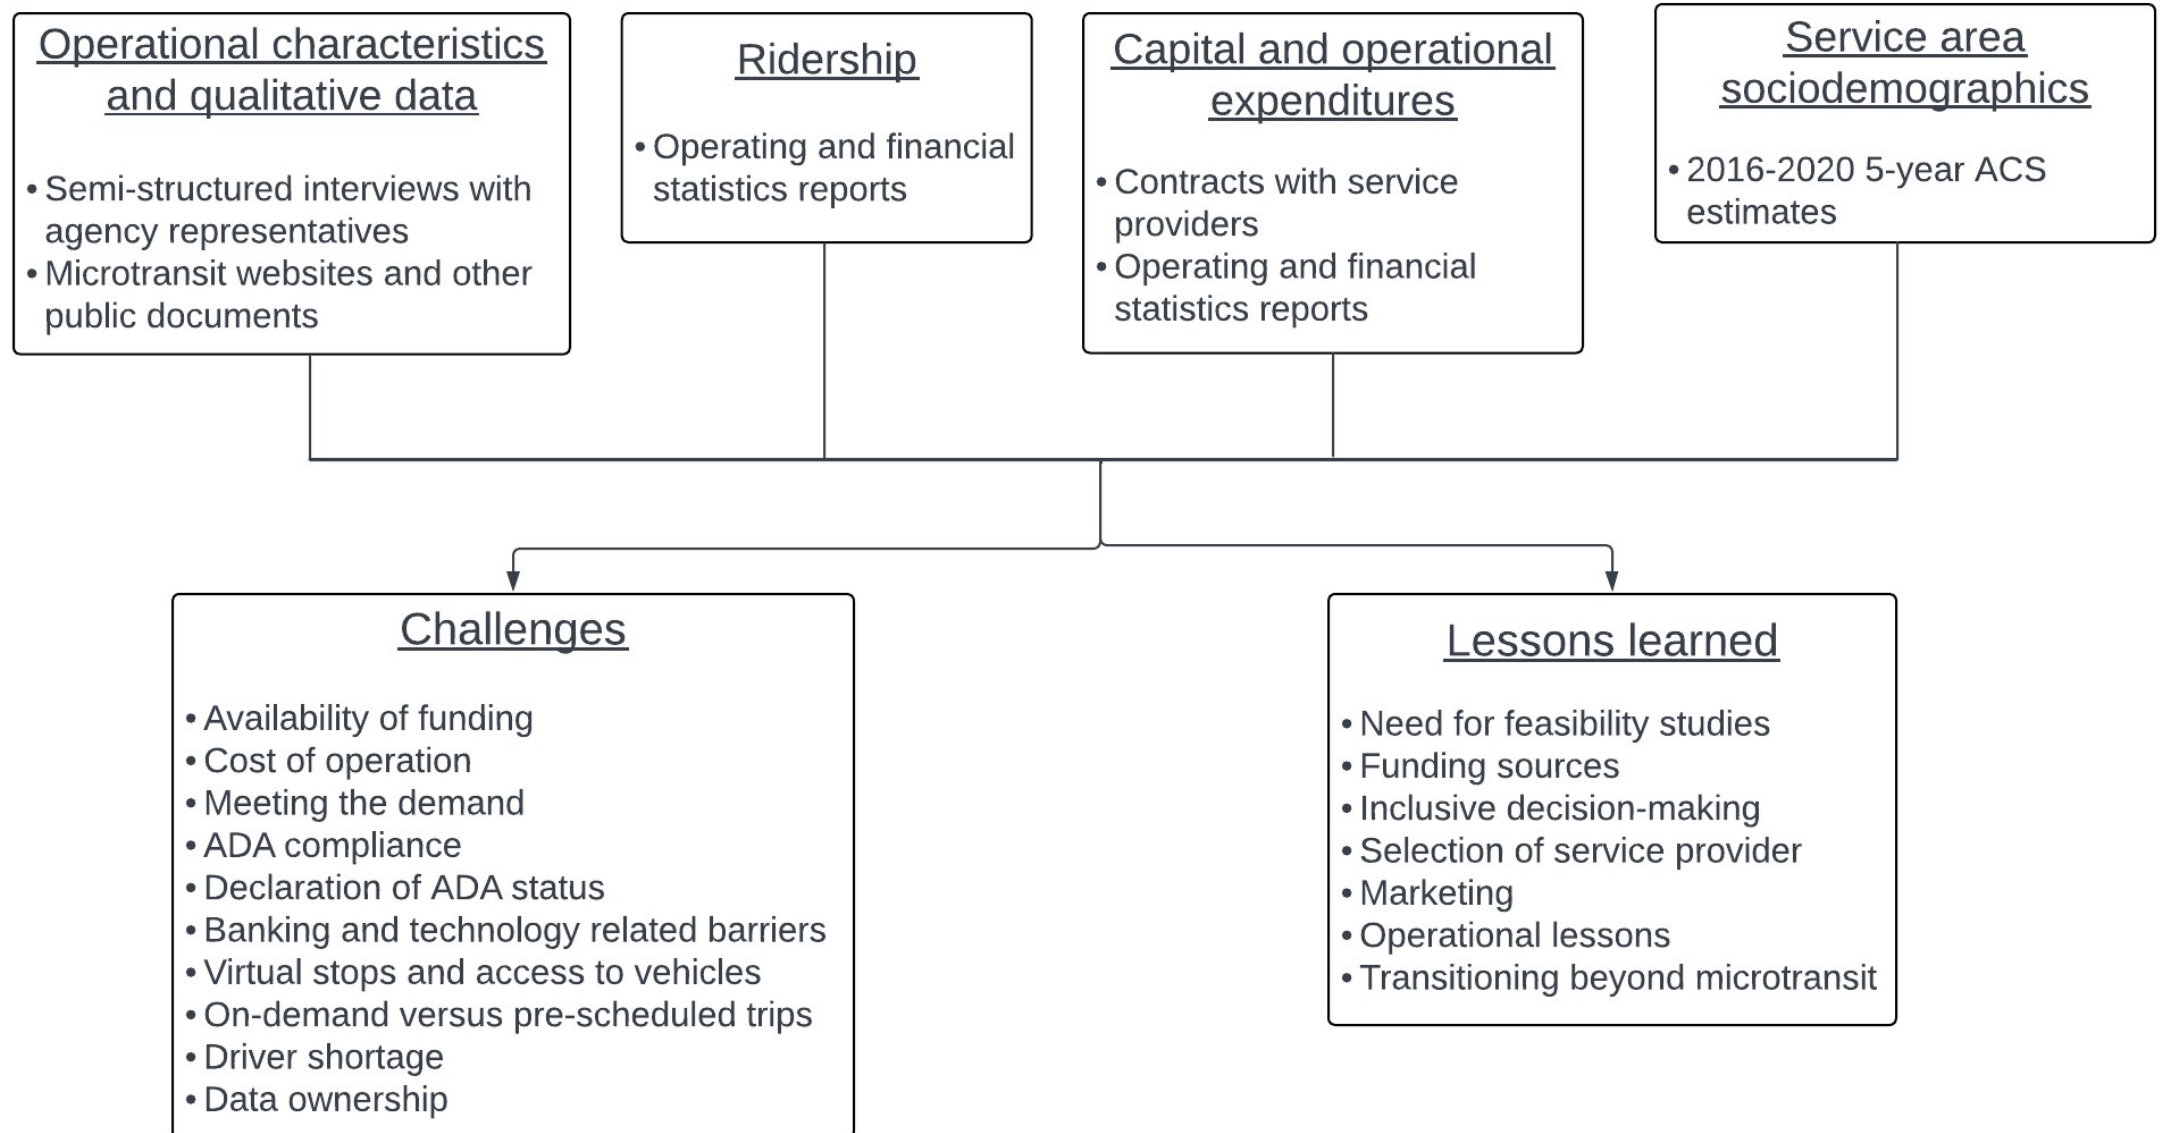 Operational characteristics
and qualitative data
• Semi-structured interviews with
agency representatives
• Microtransit websites and other
public documents
Ridership
• Operating and financial
statistics reports
Capital and operational
expenditures
• Contracts with service
providers
• Operating and financial
statistics reports
Service area
sociodemographics
• 2016-2020 5-year ACS
estimates
Challenges
• Availability of funding
• Cost of operation
• Meeting the demand
• ADA compliance
• Declaration of ADA status
• Banking and technology related barriers
• Virtual stops and access to vehicles
• On-demand versus pre-scheduled trips
• Driver shortage
• Data ownership
Lessons learned
• Need for feasibility studies
• Funding sources
• Inclusive decision-making
• Selection of service provider
• Marketing
• Operational lessons
• Transitioning beyond microtransit